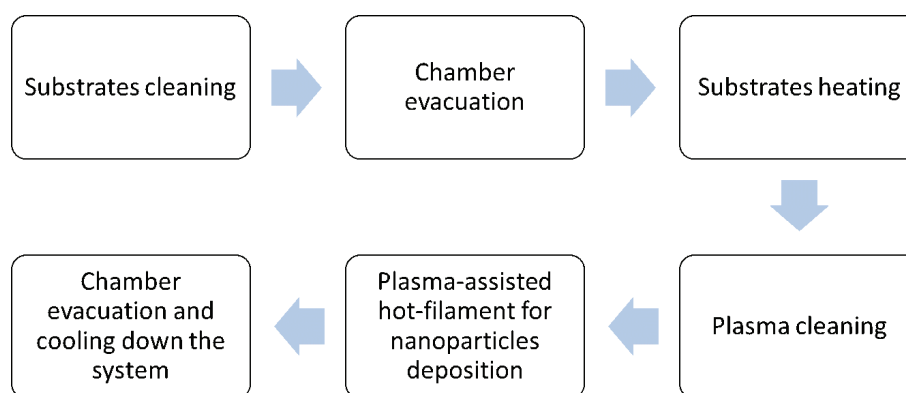 Substrates cleaning
Chamber
evacuation
Substrates heating
Plasma cleaning
Plasma-assisted
hot-filament for
nanoparticles
deposition
Chamber
evacuation and
cooling down the
system